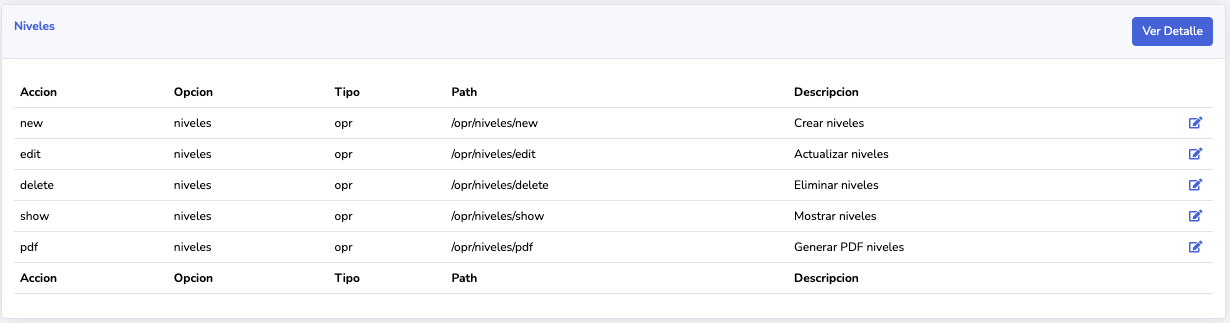 Niveles
Ver Detalle
Accion Opcion Tipo Path Descripcion
new niveles opr /opr/niveles/new Crear niveles
edit niveles opr /opr/niveles/edit Actualizar niveles
delete niveles opr /opr/niveles/delete Eliminar niveles
show niveles opr /opr/niveles/show Mostrar niveles
pdf niveles opr /opr/niveles/pdf Generar PDF niveles
Accion Opcion Tipo Path Descripcion